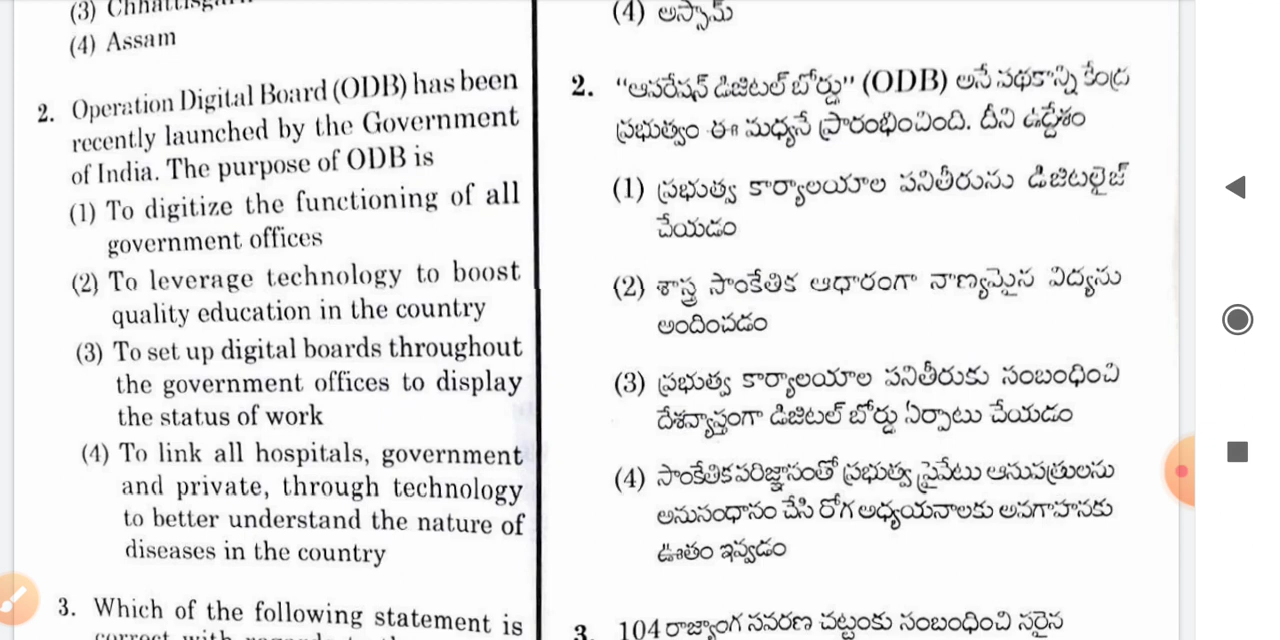 (3) Chhattisgarh
(4) Assam
2. Operation Digital Board (ODB) has been
recently launched by the Government
of India. The purpose of ODB is
(1) To digitize the functioning of all
government offices
(2) To leverage technology to boost
quality education in the country
(3) To set up digital boards throughout
the government offices to display
the status of work
(4) To link all hospitals, government
and private, through technology
to better understand the nature of
diseases in the country
3. Which of the following statement is
correct with
(4) అస్సామ్
2. "ఆపరేషన్ డిజిటల్ బోర్డు" (ODB) అనే పథకాన్ని కేంద్ర
ప్రభుత్వం ఈ మధ్యనే ప్రారంభించింది. దీని ఉద్దేశం
(1) ప్రభుత్వ కార్యాలయాల పనితీరును డిజిటలైజ్
చేయడం
(2) శాస్త్ర సాంకేతిక ఆధారంగా నాణ్యమైన విద్యను
అందించడం
(3) ప్రభుత్వ కార్యాలయాల పనితీరుకు సంబంధించి
దేశవ్యాప్తంగా డిజిటల్ బోర్డు ఏర్పాటు చేయడం
(4) సాంకేతికపరిజ్ఞానంతో ప్రభుత్వ ప్రైవేటు ఆసుపత్రులను
అనుసంధానం చేసి రోగ అధ్యయనాలకు అవగాహనకు
ఊతం ఇవ్వడం
3. 104 రాజ్యాంగ సవరణ చట్టంకు సంబంధించి సరైన